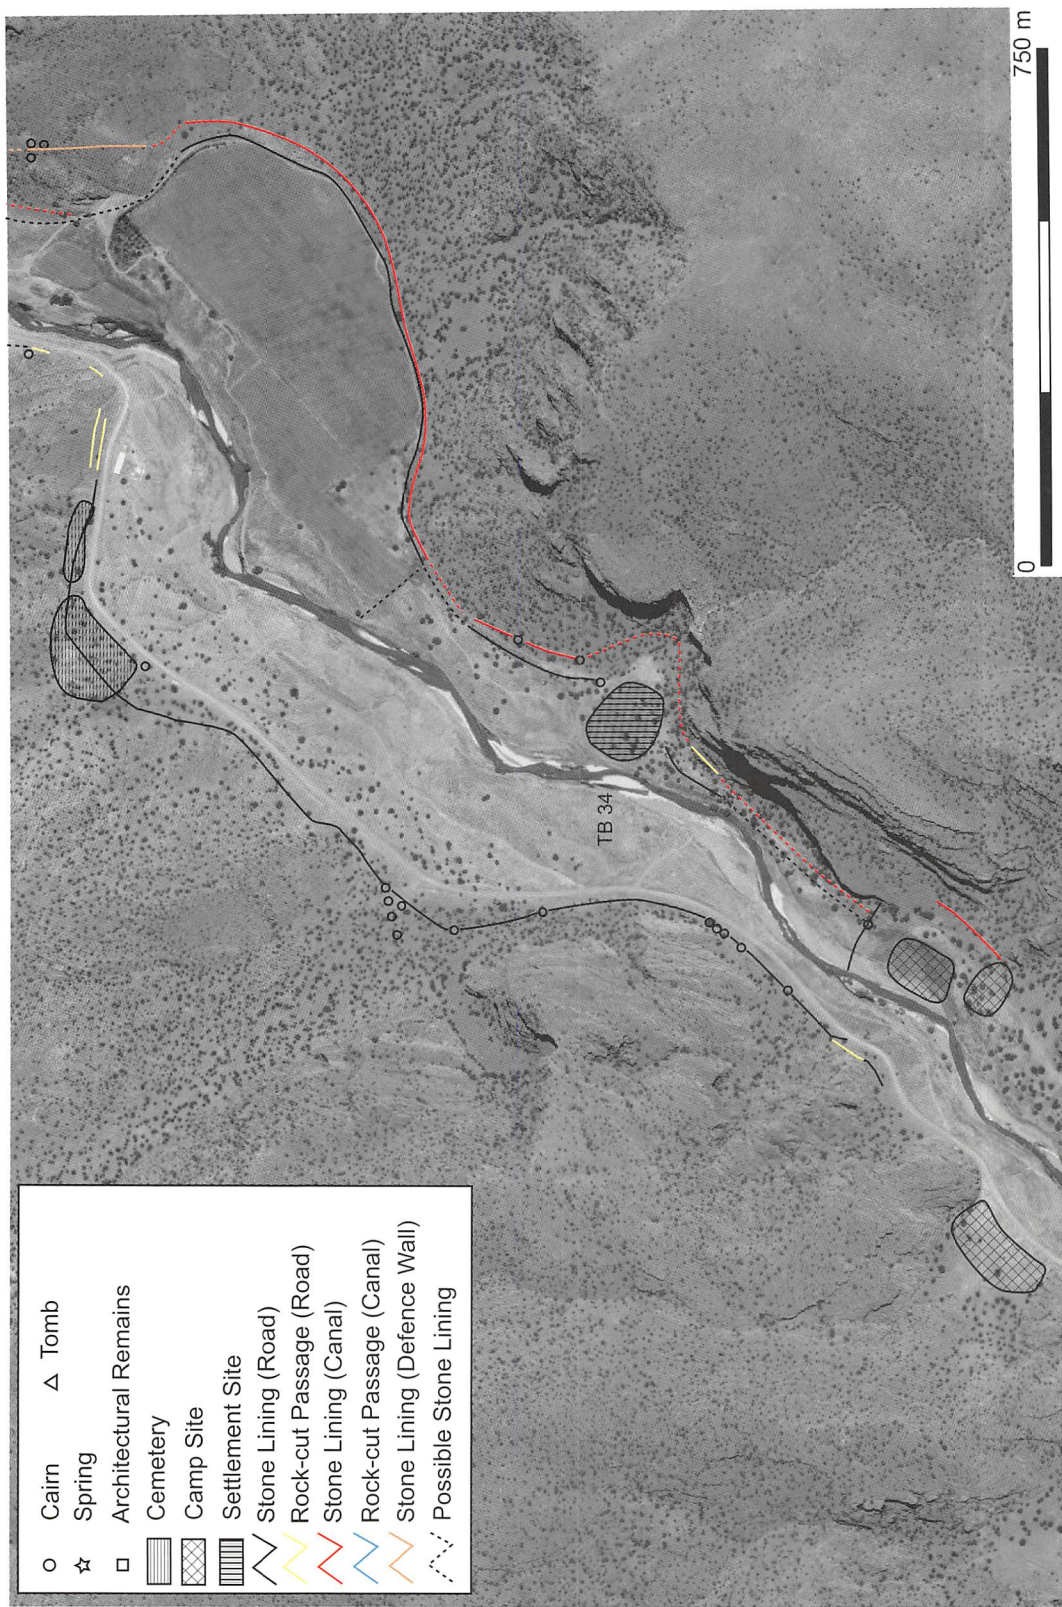 Cairn Tomb
Spring
Architectural Remains
Cemetery
Camp Site
Settlement Site
Stone Lining (Road)
Rock-cut Passage (Road)
Stone Lining (Canal)
Rock-cut Passage (Canal)
Stone Lining (Defence Wall)
Possible Stone Lining
TB 34
0 750 m